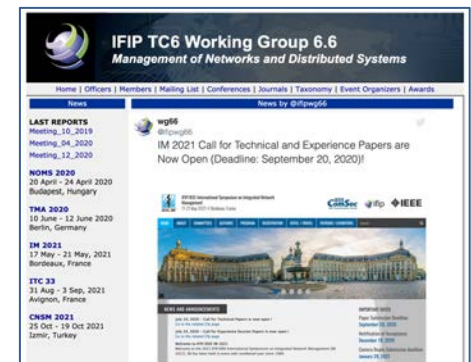 IFIP TC6 Working Group 6.6
Management of Networks and Distributed Systems
Home | Officers | Members | Mailing List | Conferences | Journals | Taxonomy | Event Organizers | Awards
News
LAST REPORTS
Meeting_10_2019
Meeting_04_2020
Meeting_12_2020
NOMS 2020
20 April - 24 April 2020
Budapest, Hungary
TMA 2020
10 June - 12 June 2020
Berlin, Germany
IM 2021
17 May - 21 May, 2021
Bordeaux, France
ITC 33
31 Aug - 3 Sep, 2021
Avignon, France
CNSM 2021
25 Oct - 19 Oct 2021
Izmir, Turkey
News by @ifipwg66
wg66
@ifipwg66
IM 2021 Call for Technical and Experience Papers are
Now Open (Deadline: September 20, 2020)!
ComSoc ifip IEEE
NEWS AND ANNOUNCEMENTS
IMPORTANT DATES